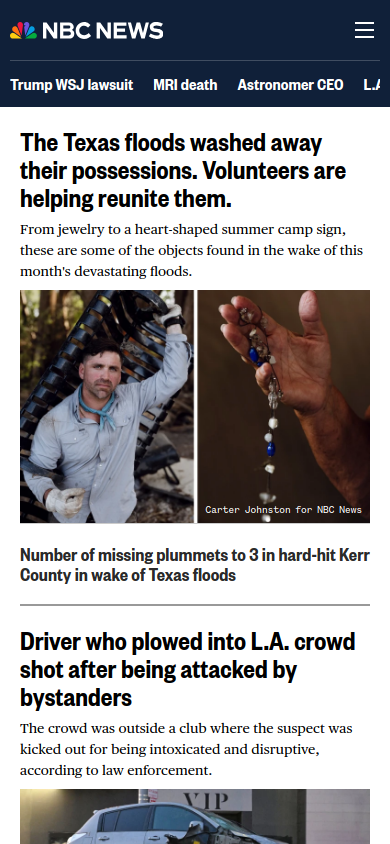 NBC NEWS
Trump WSJ lawsuit MRI death Astronomer CEO L.A
The Texas floods washed away
their possessions. Volunteers are
helping reunite them.
From jewelry to a heart-shaped summer camp sign,
these are some of the objects found in the wake of this
month's devastating floods.
Carter Johnston for NBC News
Number of missing plummets to 3 in hard-hit Kerr
County in wake of Texas floods
Driver who plowed into L.A. crowd
shot after being attacked by
bystanders
The crowd was outside a club where the suspect was
kicked out for being intoxicated and disruptive,
according to law enforcement.
VIP